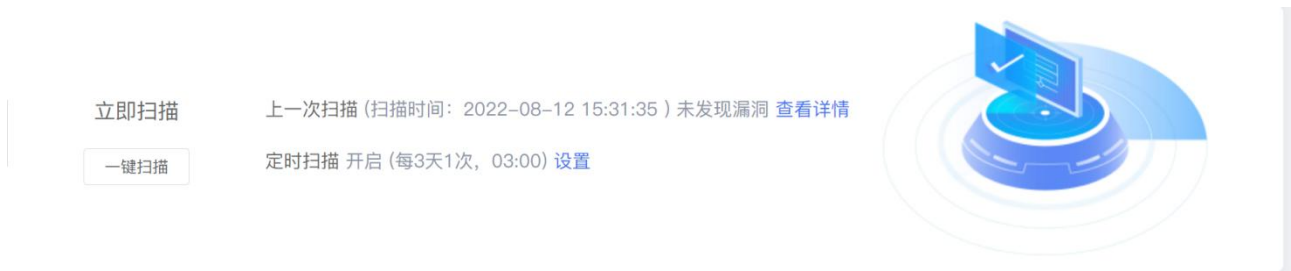 立即扫描
一键扫描
上一次扫描 (扫描时间：2022-08-12 15:31:35 ) 未发现漏洞 查看详情
定时扫描 开启 (每3天1次，03:00) 设置